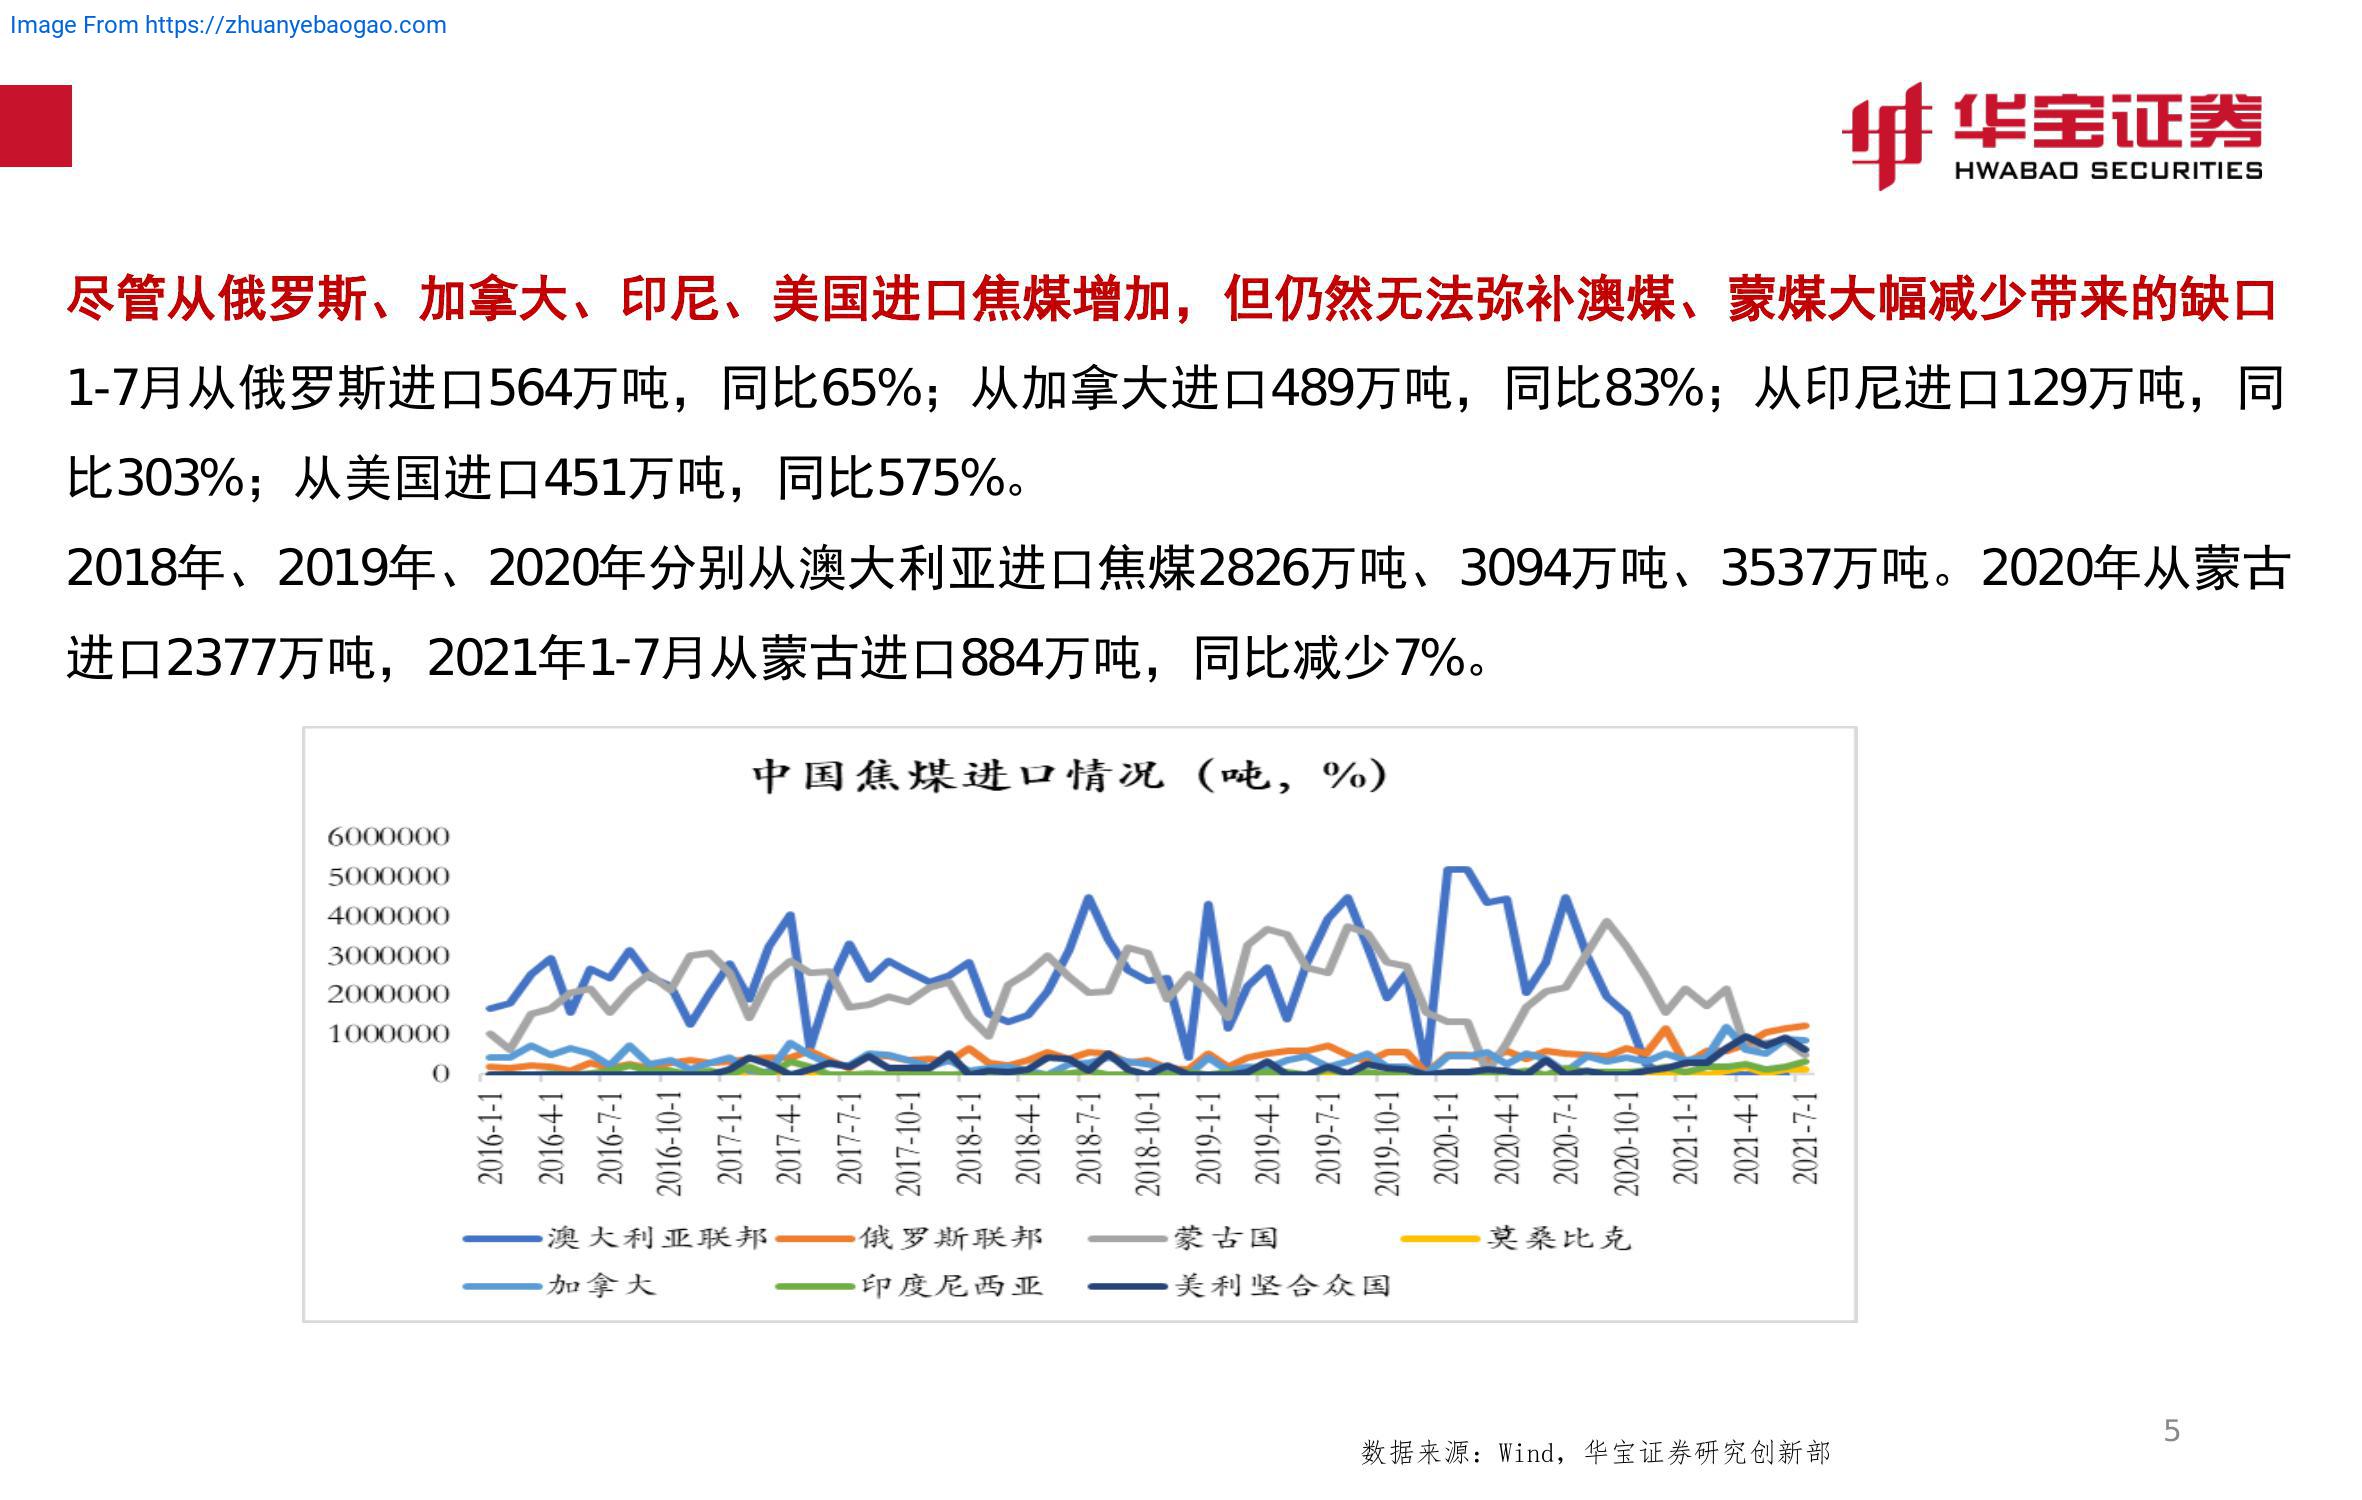 Image From https://zhuanyebaogao.com
华宝证券
HWABAO SECURITIES
尽管从俄罗斯、加拿大、印尼、美国进口焦煤增加，但仍然无法弥补澳煤、蒙煤大幅减少带来的缺口
1-7月从俄罗斯进口564万吨，同比65%；从加拿大进口489万吨，同比83%；从印尼进口129万吨，同
比303%；从美国进口451万吨，同比575%。
2018年、2019年、2020年分别从澳大利亚进口焦煤2826万吨、3094万吨、3537万吨。2020年从蒙古
进口2377万吨，2021年1-7月从蒙古进口884万吨，同比减少7%。
中国焦煤进口情况（吨，%）
6000000
5000000
4000000
3000000
2000000
1000000
0
2016-1-1 2016-4-1 2016-7-1 2016-10-1 2017-1-1 2017-4-1 2017-7-1 2017-10-1 2018-1-1 2018-4-1 2018-7-1 2018-10-1 2019-1-1 2019-4-1 2019-7-1 2019-10-1 2020-1-1 2020-4-1 2020-7-1 2020-10-1 2021-1-1 2021-4-1 2021-7-1
澳大利亚联邦 俄罗斯联邦 蒙古国 莫桑比克
加拿大 印度尼西亚 美利坚合众国
数据来源：Wind，华宝证券研究创新部
5